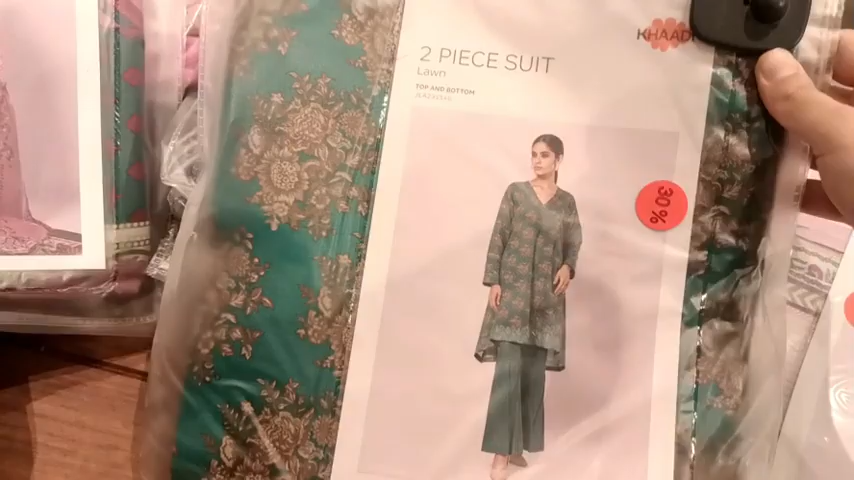 KHAADI
2 PIECE SUIT
Lawn
TOP AND BOTTOM
30%